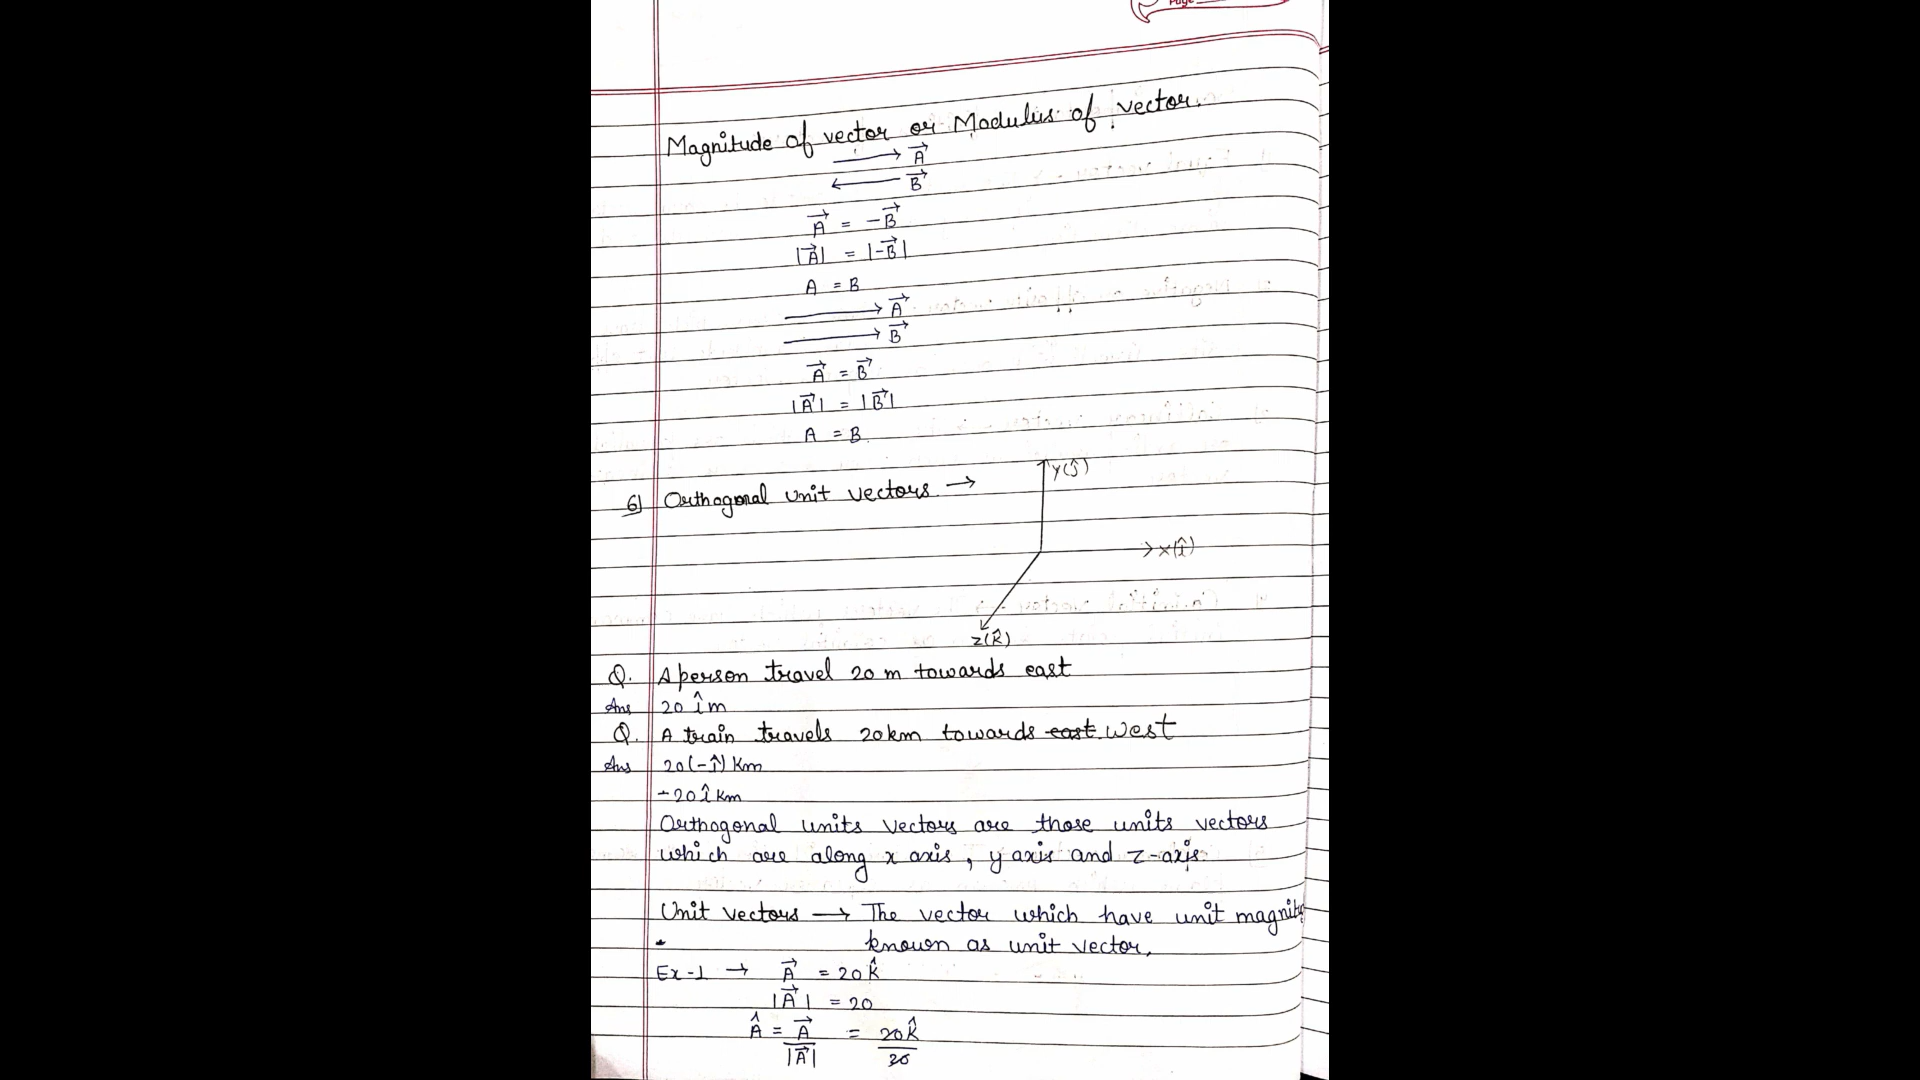 Page
Magnitude of vector or Modulus of vector.
→ A⃗
← B⃗
A⃗ = -B⃗
|A⃗| = |-B⃗|
A = B
→ A⃗
→ B⃗
A⃗ = B⃗
|A⃗| = |B⃗|
A = B
y(ĵ)
6) Orthogonal unit vectors →
x(î)
z(k̂)
Q. A person travel 20 m towards east
Ans 20 î m
Q. A train travels 20km towards east west
Ans 20(-î) Km
-20 î Km
Orthogonal units vectors are those units vectors
which are along x axis, y axis and z-axis
Unit vectors → The vector which have unit
known as unit vector.
Ex-1 → A⃗ = 20 k̂
|A⃗| = 20
Â = A⃗/|A⃗| = 20k̂/20